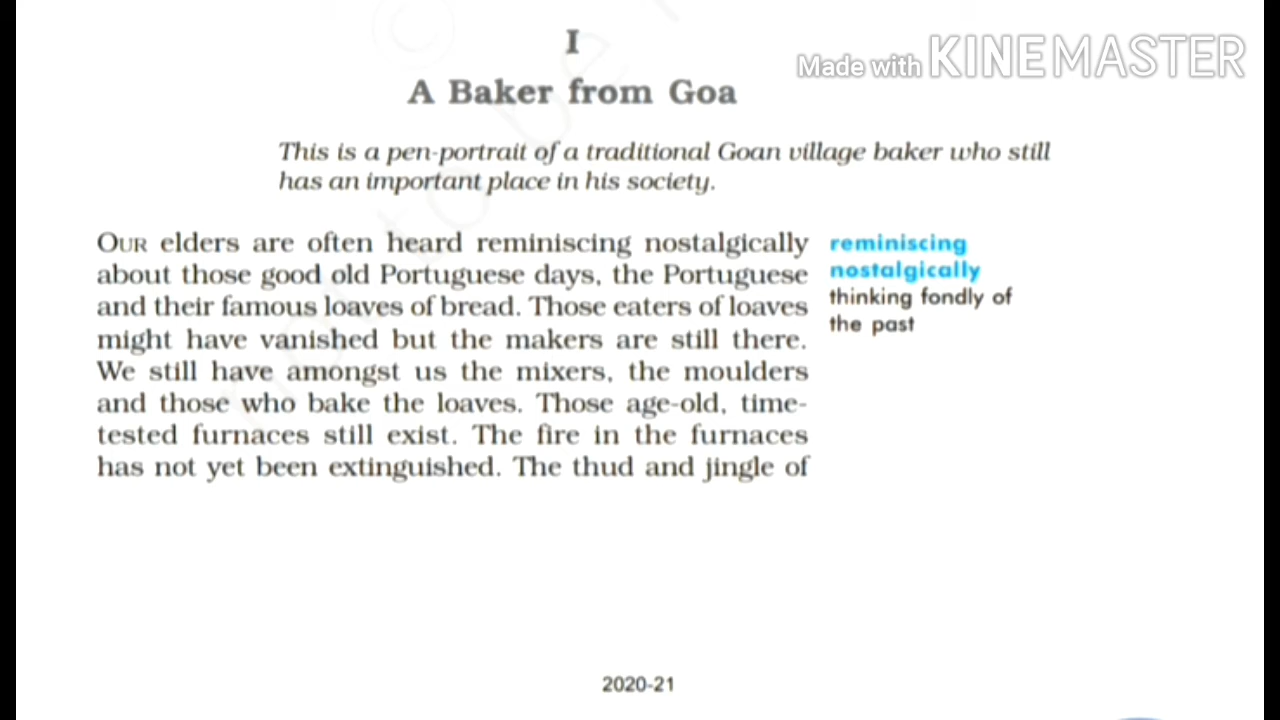 I
Made with KINEMASTER
A Baker from Goa
This is a pen-portrait of a traditional Goan village baker who still
has an important place in his society.
OUR elders are often heard reminiscing nostalgically
about those good old Portuguese days, the Portuguese
and their famous loaves of bread. Those eaters of loaves
might have vanished but the makers are still there.
We still have amongst us the mixers, the moulders
and those who bake the loaves. Those age-old, time-
tested furnaces still exist. The fire in the furnaces
has not yet been extinguished. The thud and jingle of
reminiscing
nostalgically
thinking fondly of
the past
2020-21